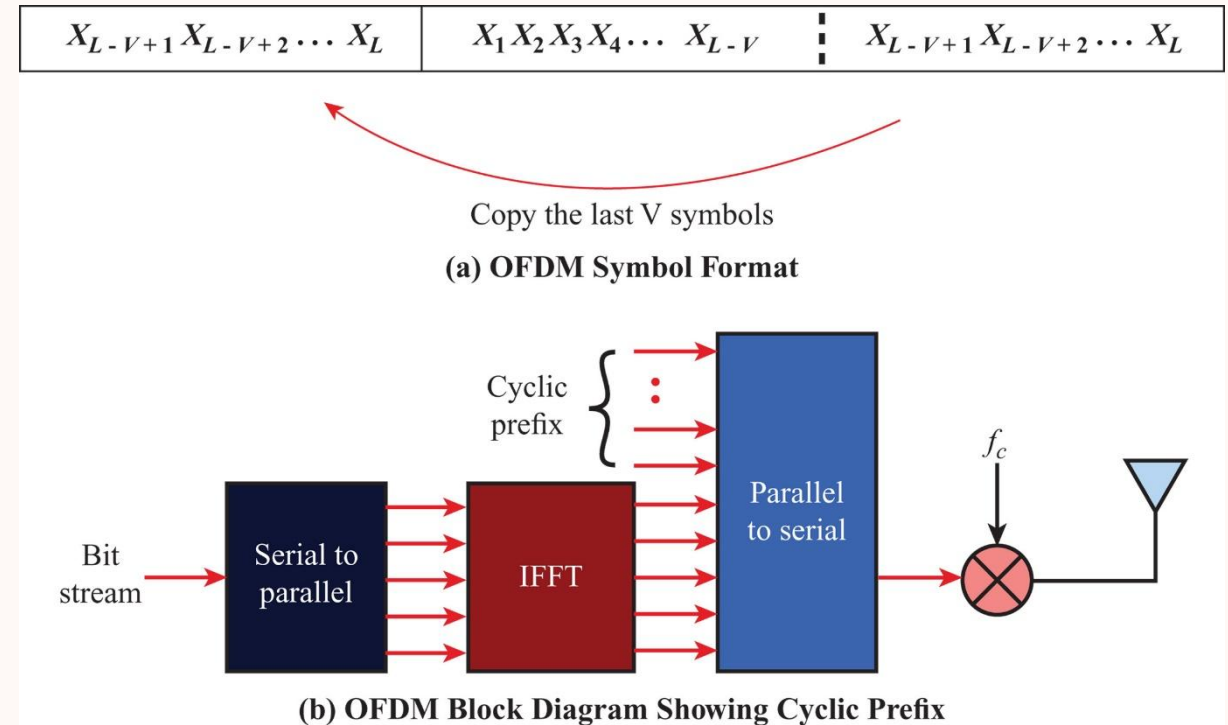 X_{L-V+1} X_{L-V+2} ... X_L X_1 X_2 X_3 X_4 ... X_{L-V} X_{L-V+1} X_{L-V+2} ... X_L
Copy the last V symbols
(a) OFDM Symbol Format
Cyclic
prefix
f_c
Parallel
to serial
Bit
stream
Serial to
parallel
IFFT
(b) OFDM Block Diagram Showing Cyclic Prefix